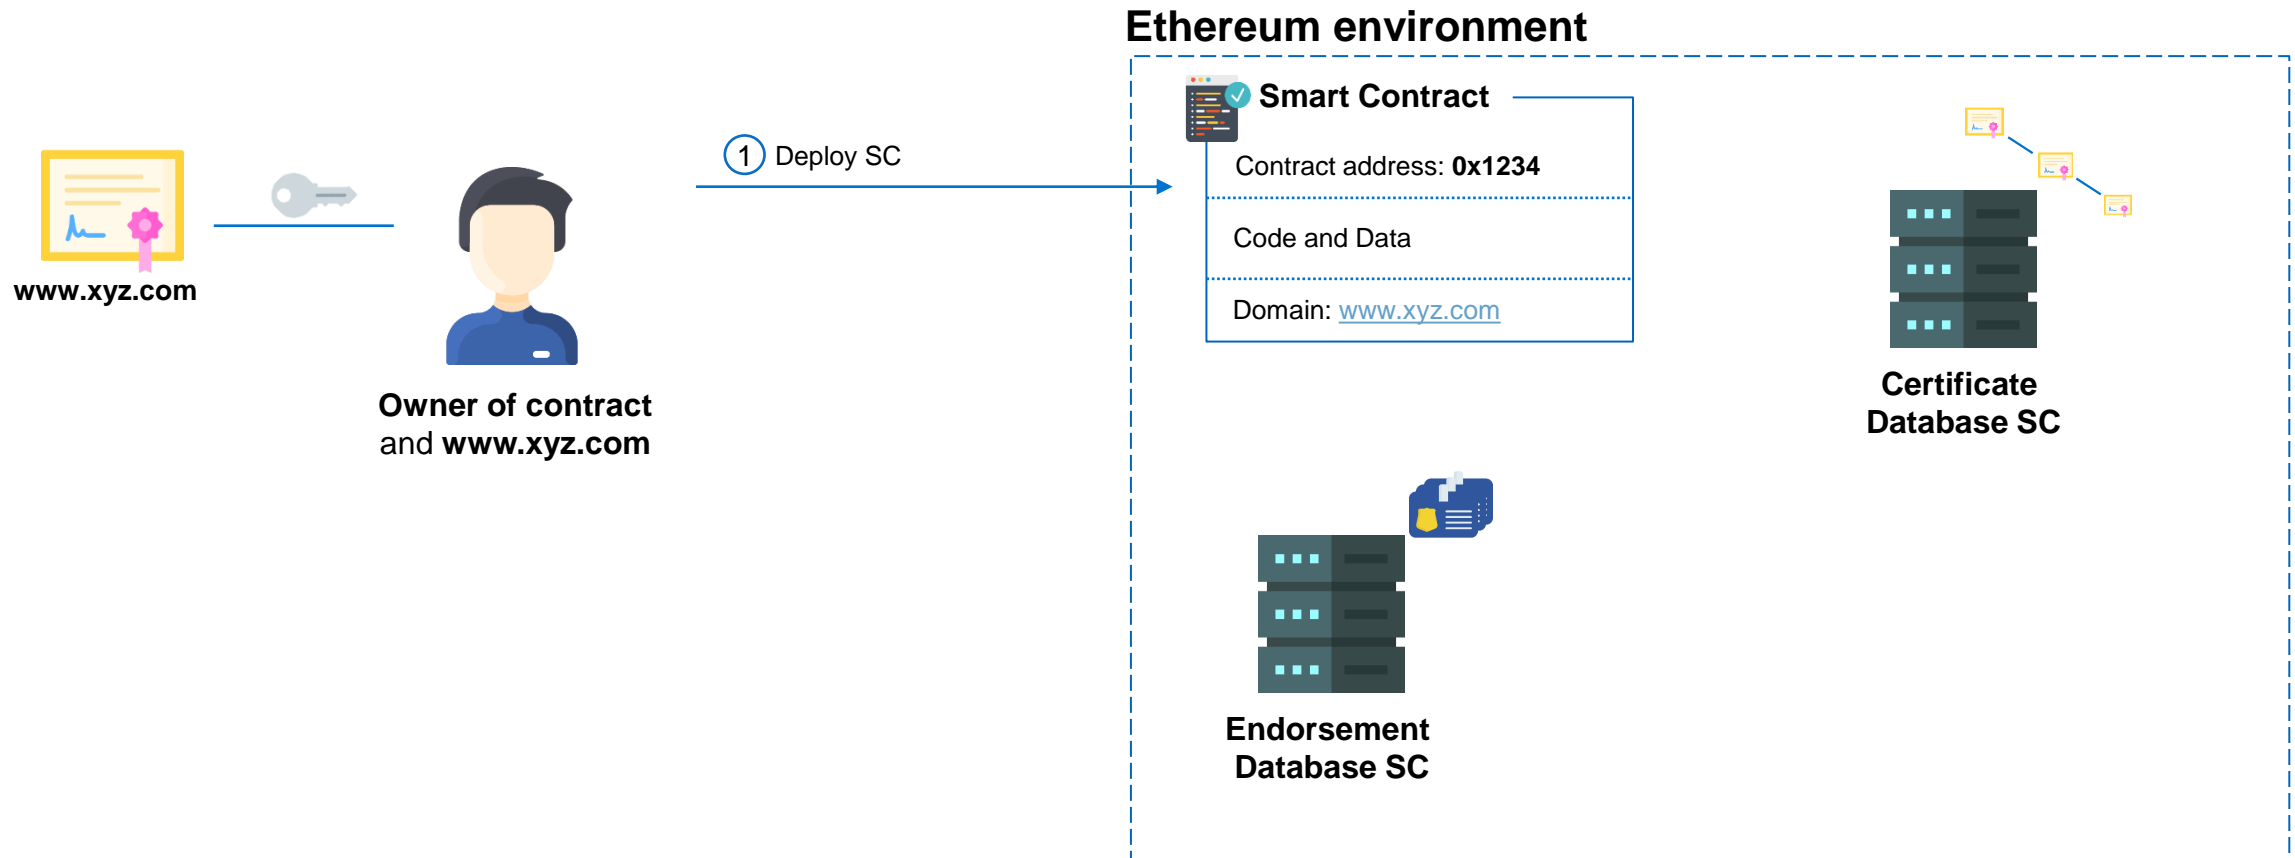 Ethereum environment
Smart Contract
1 Deploy SC
Contract address: 0x1234
Code and Data
Domain: www.xyz.com
www.xyz.com
Owner of contract
and www.xyz.com
Certificate
Database SC
Endorsement
Database SC